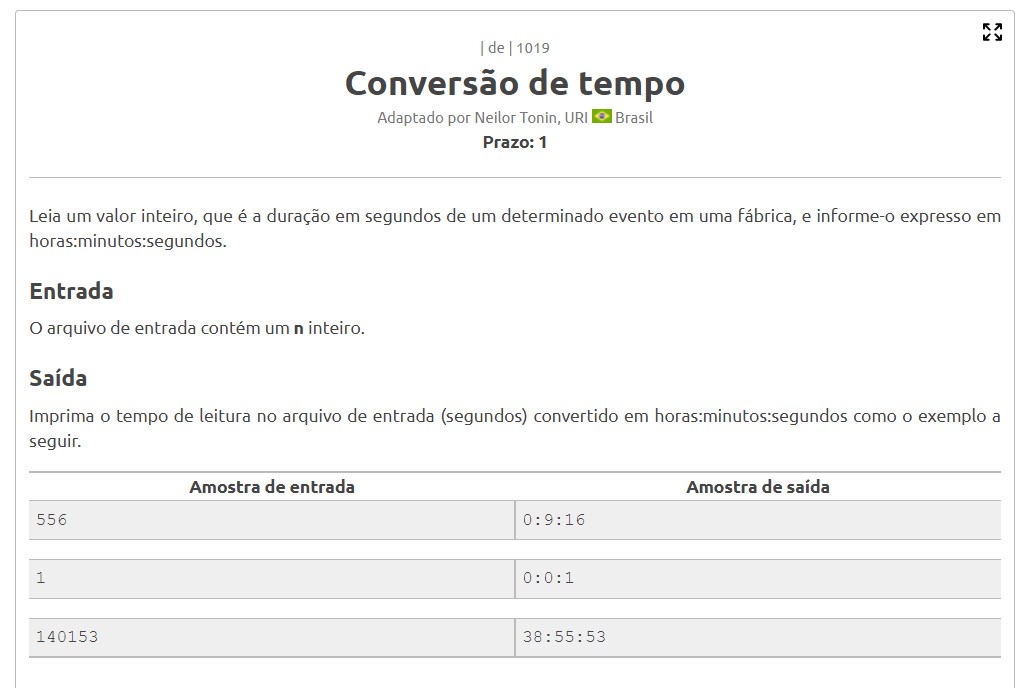 | de | 1019
Conversão de tempo
Adaptado por Neilor Tonin, URI Brasil
Prazo: 1
Leia um valor inteiro, que é a duração em segundos de um determinado evento em uma fábrica, e informe-o expresso em
horas:minutos:segundos.
Entrada
O arquivo de entrada contém um n inteiro.
Saída
Imprima o tempo de leitura no arquivo de entrada (segundos) convertido em horas:minutos:segundos como o exemplo a
seguir.
Amostra de entrada Amostra de saída
556 0:9:16
1 0:0:1
140153 38:55:53